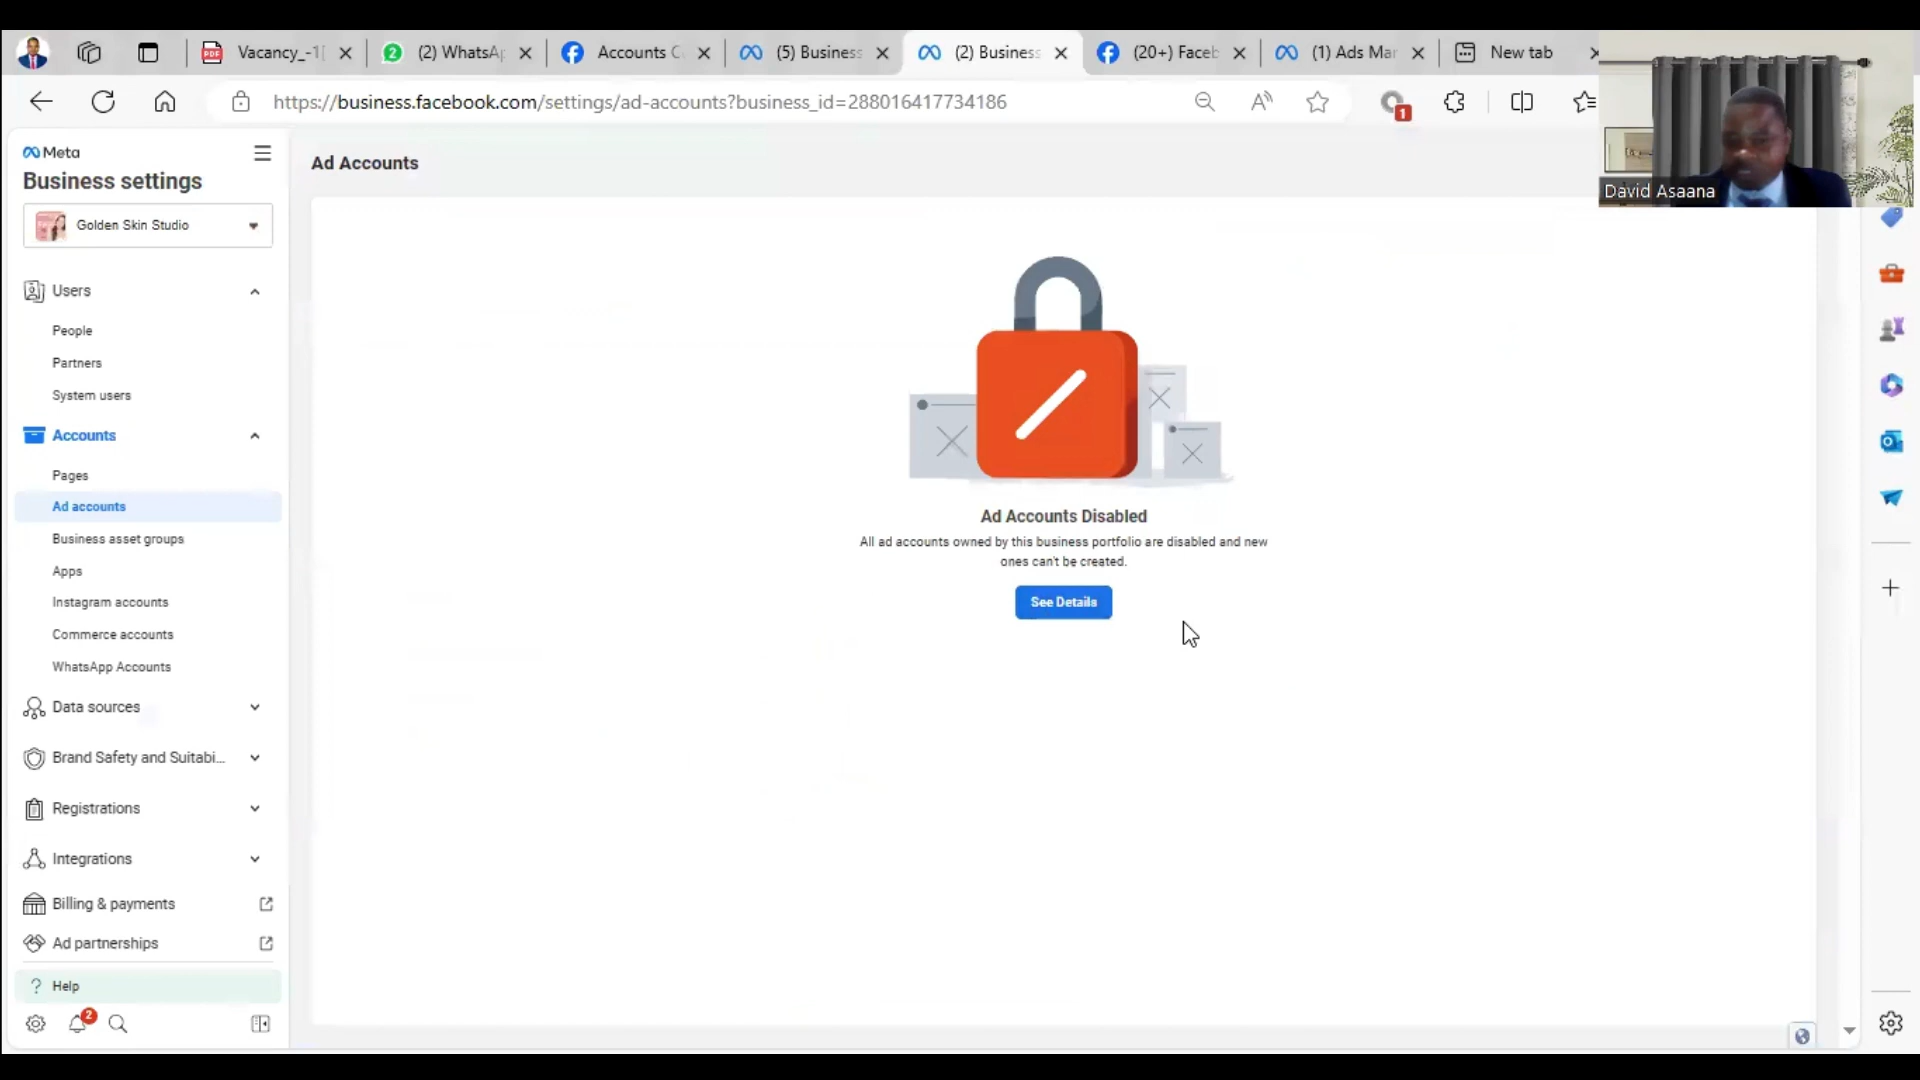 Vacancy_-1[
(2) WhatsAp
Accounts C
(5) Business
(2) Business
(20+) Faceb
(1) Ads Mar
New tab
https://business.facebook.com/settings/ad-accounts?business_id=288016417734186
1
David Asaana
Meta
Business settings
Golden Skin Studio
Users
People
Partners
System users
Accounts
Pages
Ad accounts
Business asset groups
Apps
Instagram accounts
Commerce accounts
WhatsApp Accounts
Data sources
Brand Safety and Suitabi...
Registrations
Integrations
Billing & payments
Ad partnerships
? Help
2
Ad Accounts
Ad Accounts Disabled
All ad accounts owned by this business portfolio are disabled and new
ones can't be created.
See Details